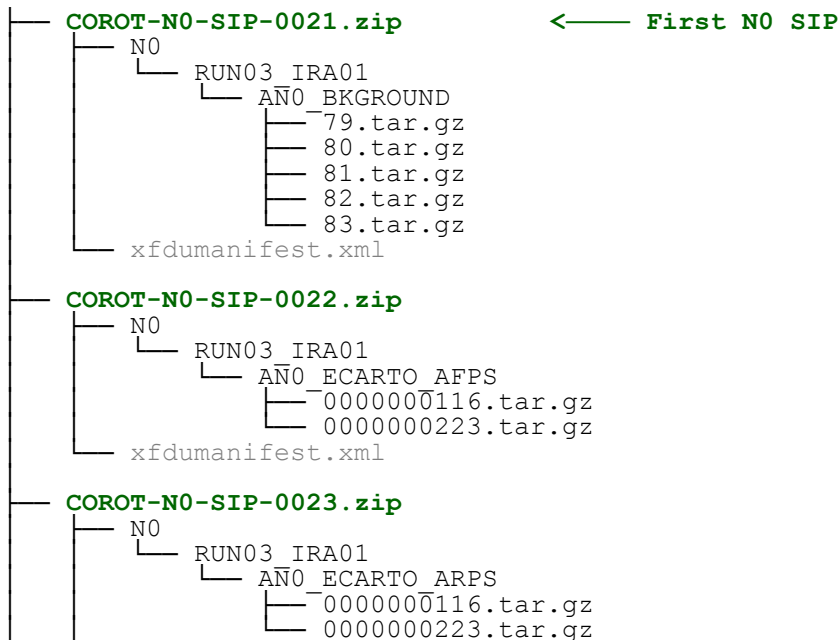 COROT-N0-SIP-0021.zip <—— First N0 SIP
N0
RUN03_IRA01
AN0_BKGROUND
79.tar.gz
80.tar.gz
81.tar.gz
82.tar.gz
83.tar.gz
xfdumanifest.xml
COROT-N0-SIP-0022.zip
N0
RUN03_IRA01
AN0_ECARTO_AFPS
0000000116.tar.gz
0000000223.tar.gz
xfdumanifest.xml
COROT-N0-SIP-0023.zip
N0
RUN03_IRA01
AN0_ECARTO_ARPS
0000000116.tar.gz
0000000223.tar.gz